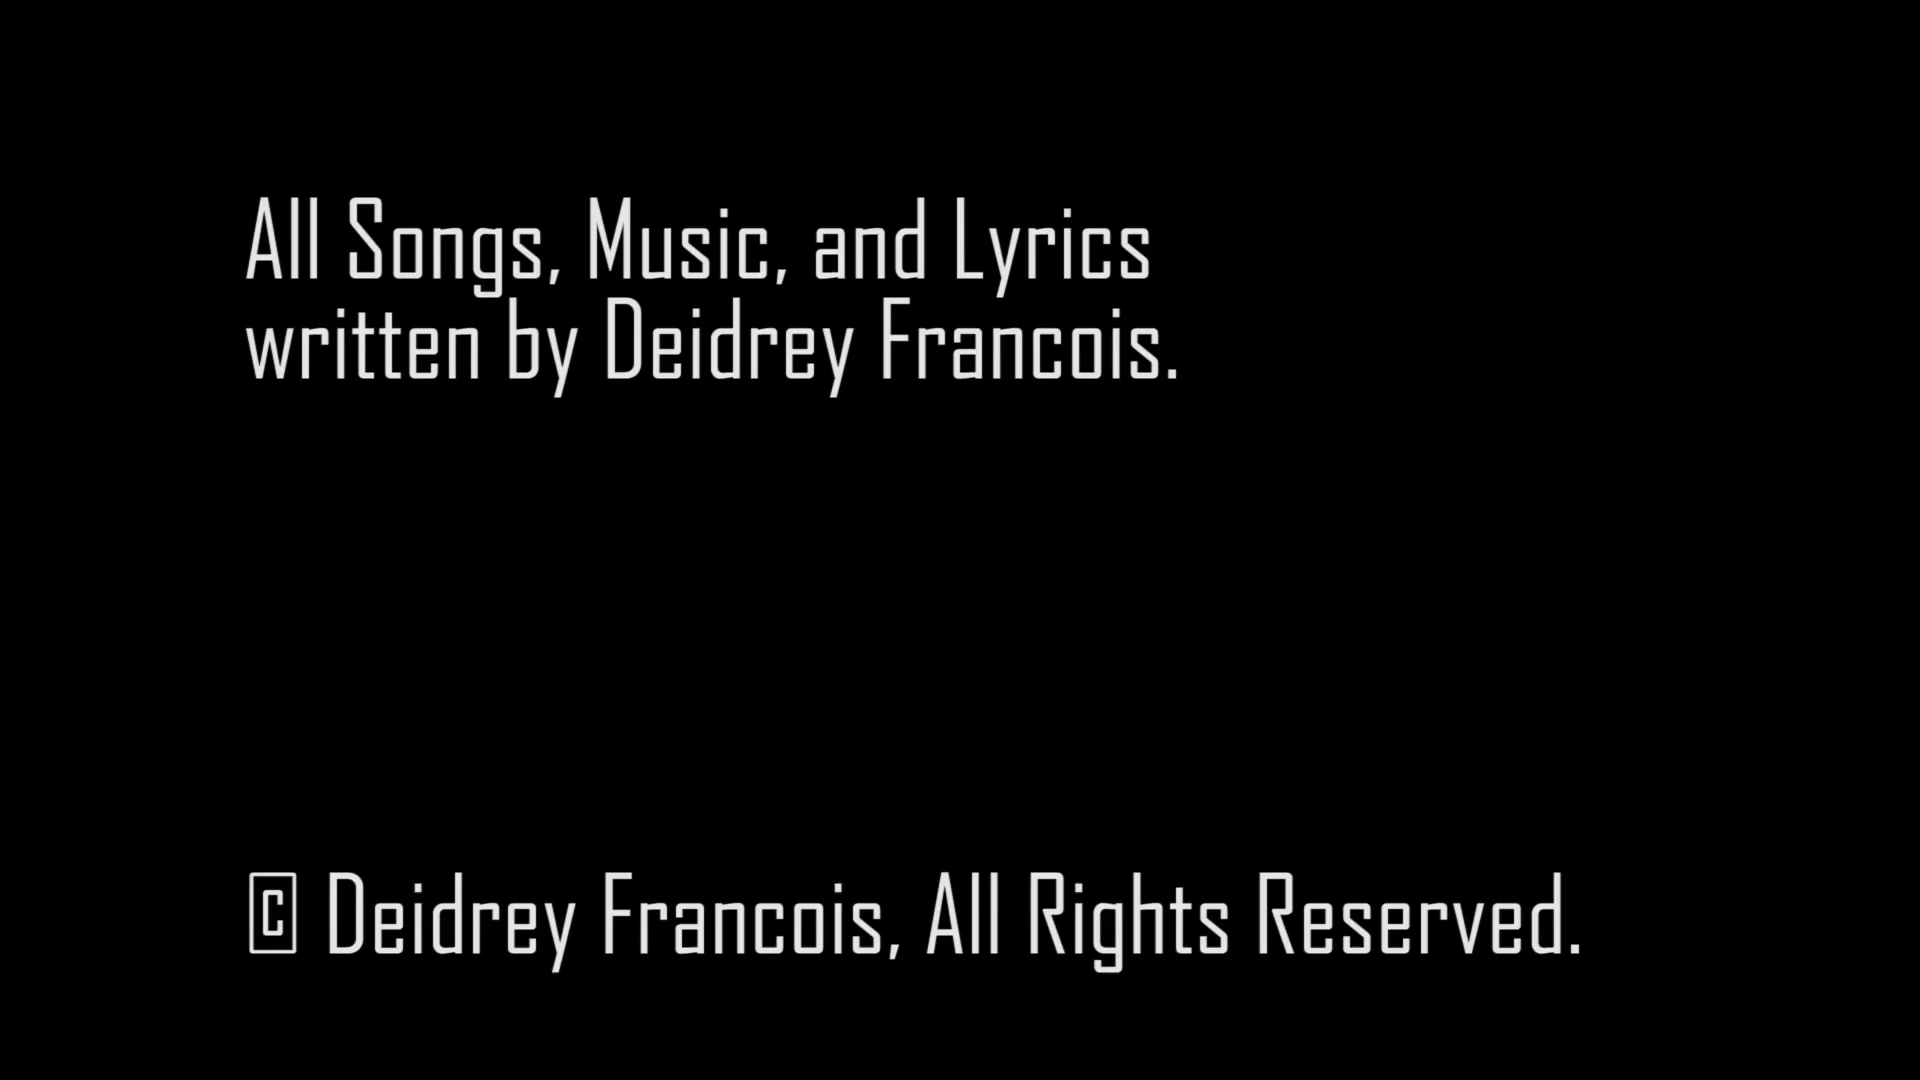 All Songs, Music, and Lyrics
written by Deidrey Francois.
© Deidrey Francois, All Rights Reserved.